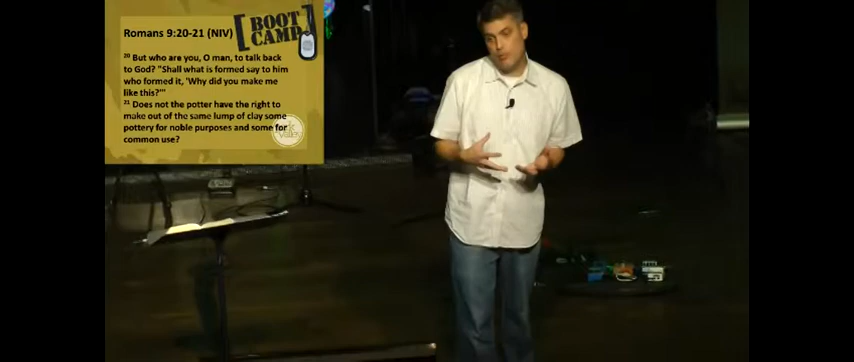 [BOOT
CAMP]
Romans 9:20-21 (NIV)
20 But who are you, O man, to talk back
to God? "Shall what is formed say to him
who formed it, 'Why did you make me
like this?'"
21 Does not the potter have the right to
make out of the same lump of clay some
pottery for noble purposes and some for
common use?